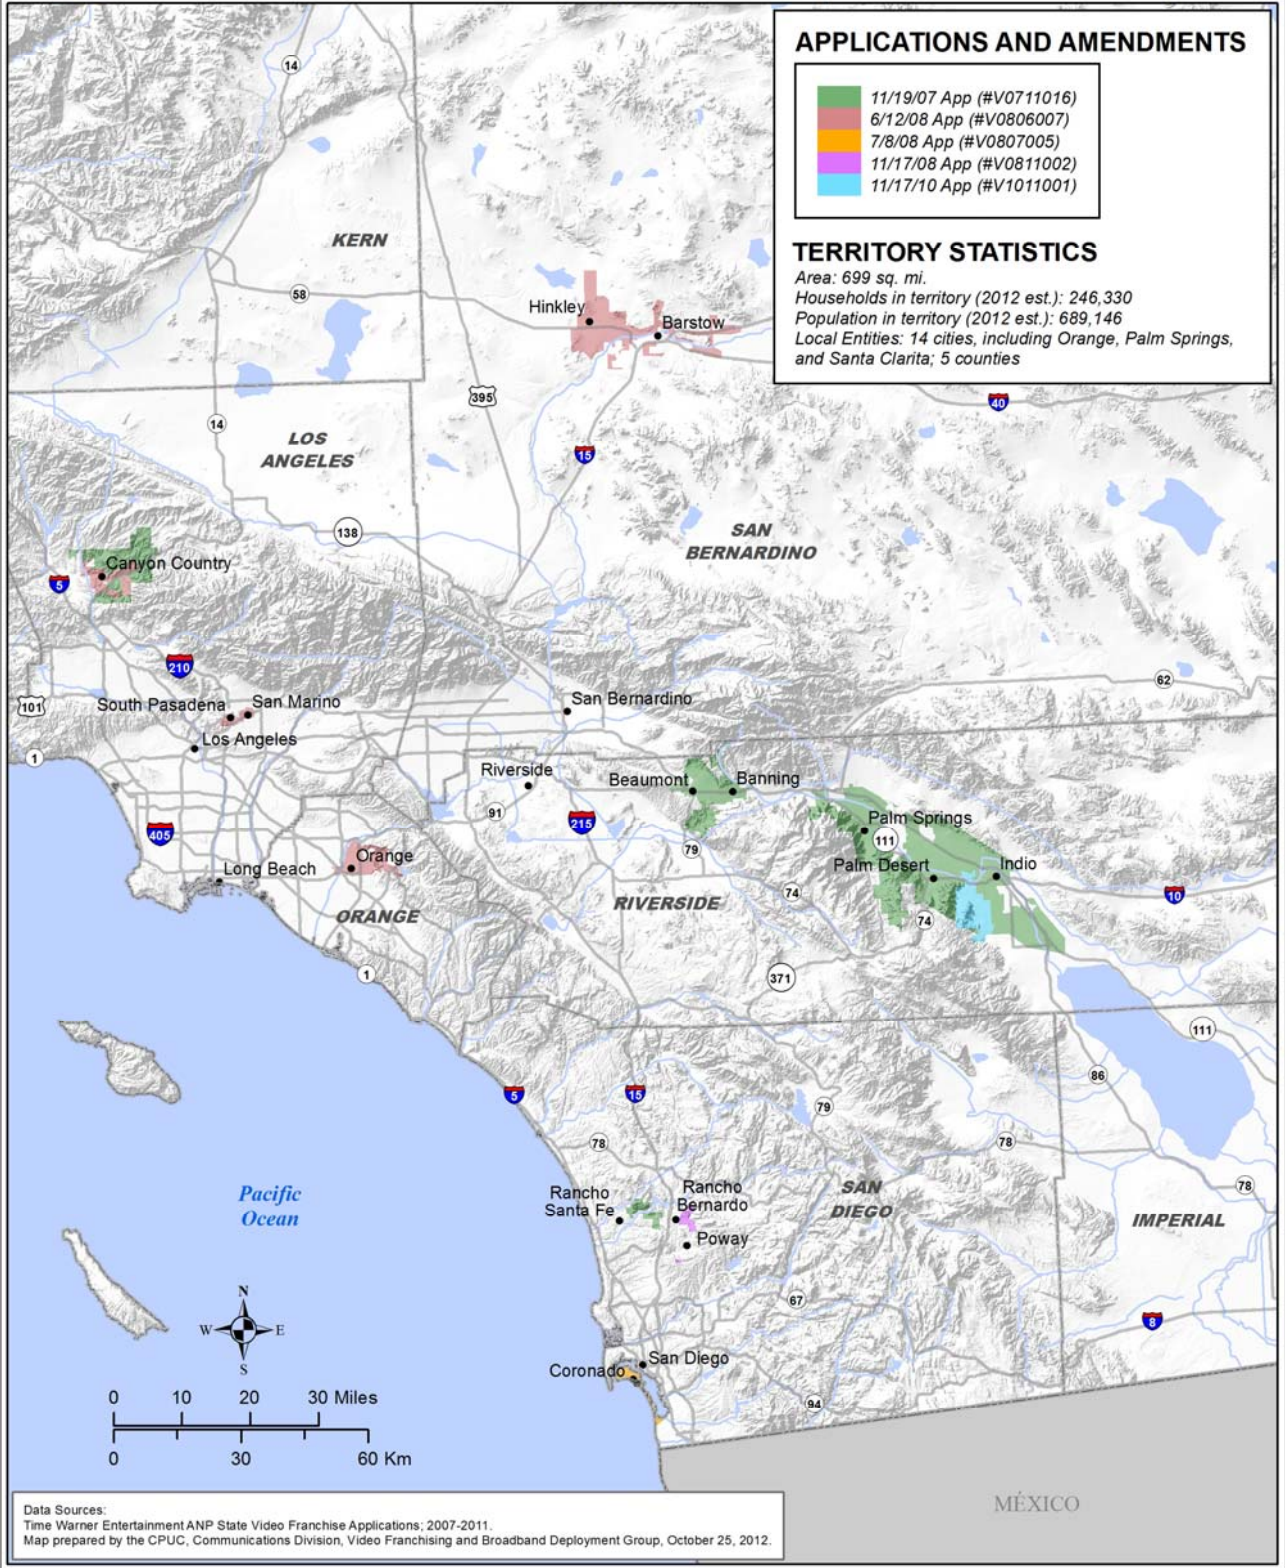 APPLICATIONS AND AMENDMENTS
11/19/07 App (#V0711016)
6/12/08 App (#V0806007)
7/8/08 App (#V0807005)
11/17/08 App (#V0811002)
11/17/10 App (#V1011001)
TERRITORY STATISTICS
Area: 699 sq. mi.
Households in territory (2012 est.): 246,330
Population in territory (2012 est.): 689,146
Local Entities: 14 cities, including Orange, Palm Springs,
and Santa Clarita; 5 counties
14
KERN
58
Hinkley
Barstow
395
40
14
LOS
ANGELES
15
138
SAN
BERNARDINO
Canyon Country
5
210
62
101
South Pasadena
San Marino
San Bernardino
Los Angeles
1
Riverside
Beaumont
Banning
91
215
405
Palm Springs
111
79
Orange
Long Beach
Palm Desert
Indio
74
10
ORANGE
RIVERSIDE
74
1
371
111
86
5
15
79
78
78
78
Pacific
Ocean
Rancho
Santa Fe
Rancho
Bernardo
SAN
DIEGO
IMPERIAL
Poway
67
8
N
W
E
S
San Diego
Coronado
94
0 10 20 30 Miles
0 30 60 Km
MÉXICO
Data Sources:
Time Warner Entertainment ANP State Video Franchise Applications; 2007-2011.
Map prepared by the CPUC, Communications Division, Video Franchising and Broadband Deployment Group, October 25, 2012.